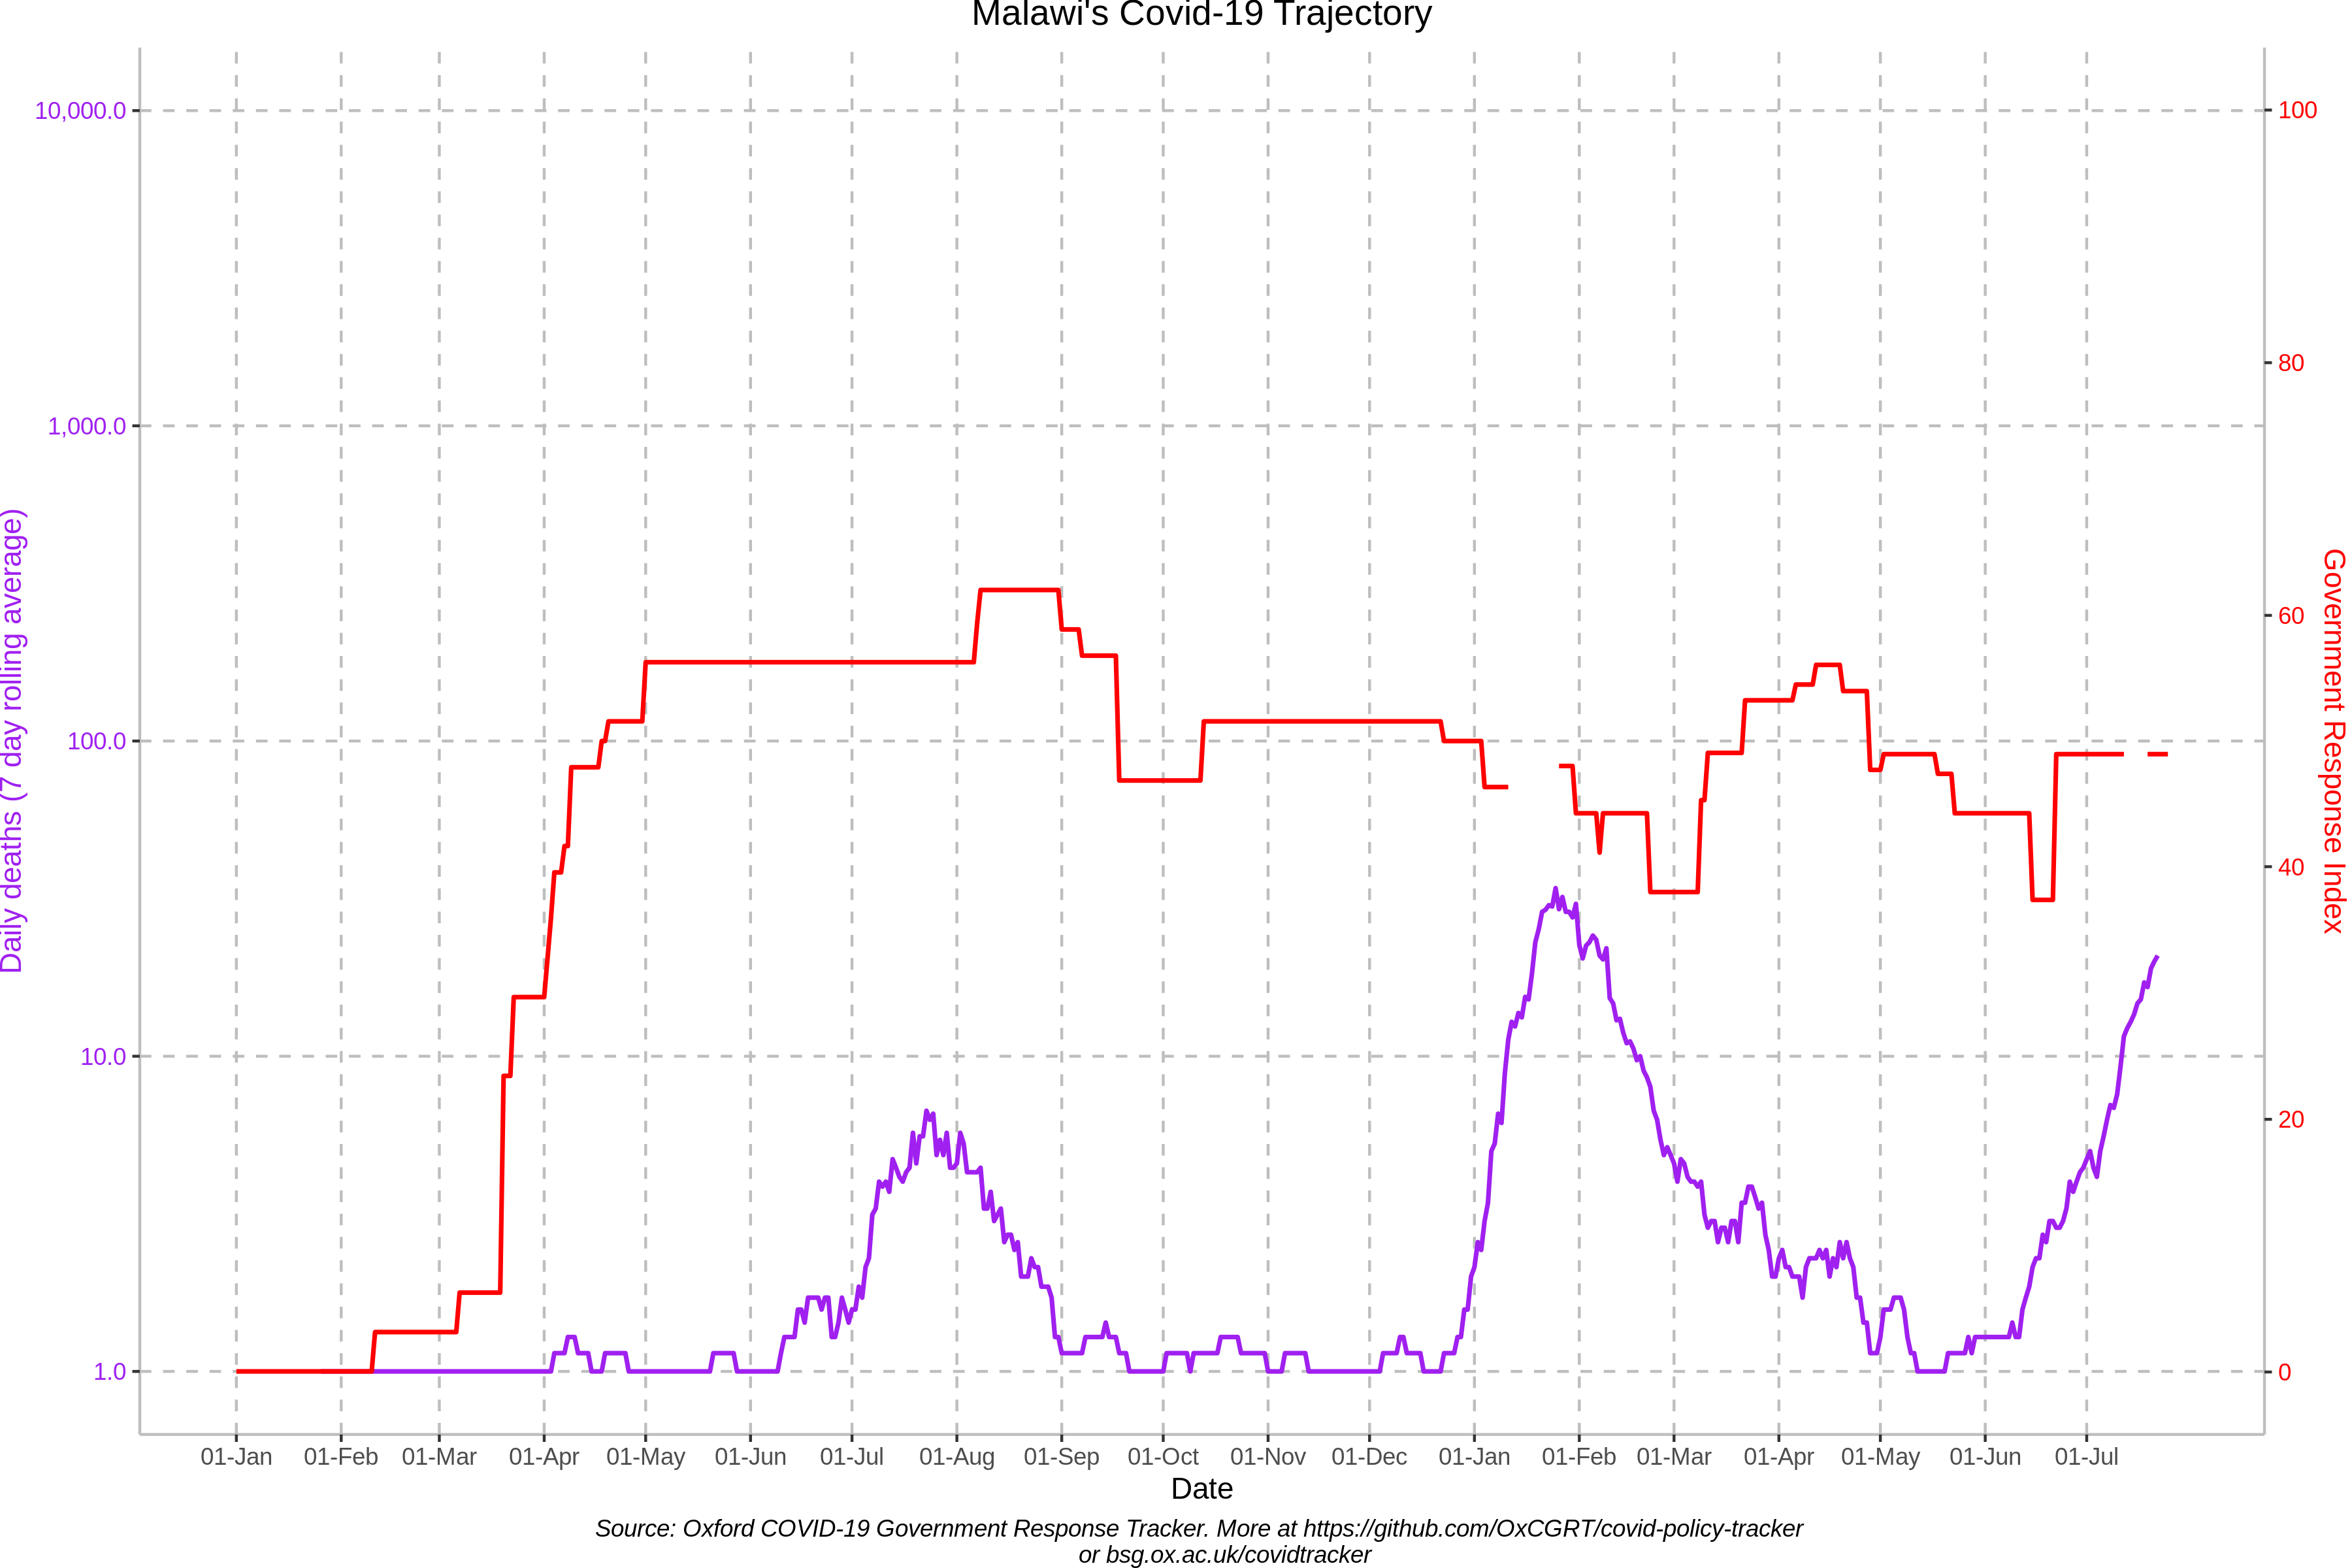 Malawi's Covid-19 Trajectory
10,000.0
1,000.0
100.0
10.0
1.0
Daily deaths (7 day rolling average)
100
80
60
40
20
0
Government Response Index
01-Jan 01-Feb 01-Mar 01-Apr 01-May 01-Jun 01-Jul 01-Aug 01-Sep 01-Oct 01-Nov 01-Dec 01-Jan 01-Feb 01-Mar 01-Apr 01-May 01-Jun 01-Jul
Date
Source: Oxford COVID-19 Government Response Tracker. More at https://github.com/OxCGRT/covid-policy-tracker
or bsg.ox.ac.uk/covidtracker